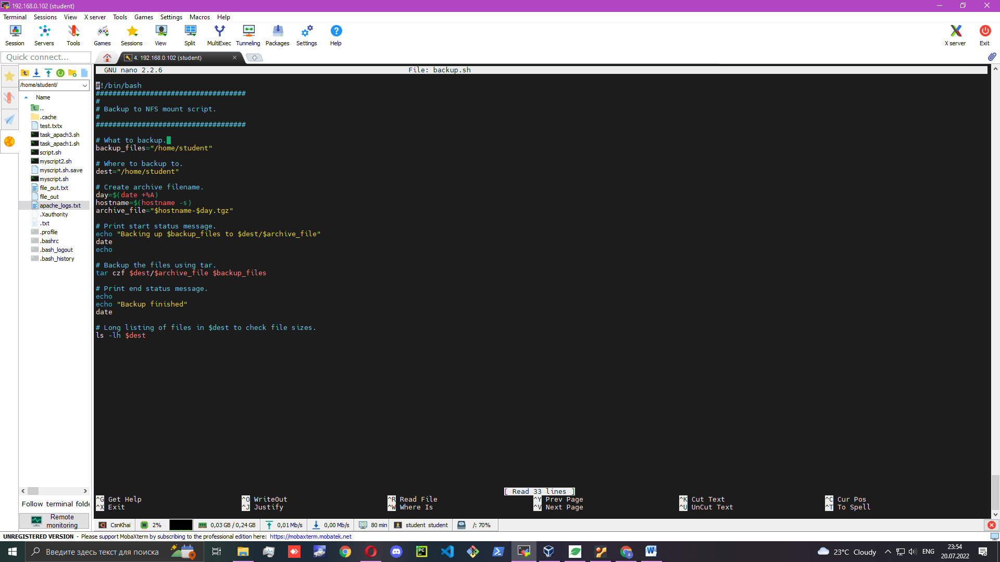 192.168.0.102 (student)
Terminal Sessions View X server Tools Games Settings Macros Help
Session Servers Tools Games Sessions View Split MultiExec Tunneling Packages Settings Help X server Exit
Quick connect...
4. 192.168.0.102 (student)
/home/student/
Name
..
.cache
test.txtx
task_apach3.sh
task_apach1.sh
script.sh
myscript2.sh
myscript.sh.save
myscript.sh
file_out.txt
file_out
apache_logs.txt
.Xauthority
.txt
.profile
.bashrc
.bash_logout
.bash_history
Follow terminal folde
Remote
monitoring
GNU nano 2.2.6 File: backup.sh
#!/bin/bash
####################################
#
# Backup to NFS mount script.
#
####################################
# What to backup.
backup_files="/home/student"
# Where to backup to.
dest="/home/student"
# Create archive filename.
day=$(date +%A)
hostname=$(hostname -s)
archive_file="$hostname-$day.tgz"
# Print start status message.
echo "Backing up $backup_files to $dest/$archive_file"
date
echo
# Backup the files using tar.
tar czf $dest/$archive_file $backup_files
# Print end status message.
echo
echo "Backup finished"
date
# Long listing of files in $dest to check file sizes.
ls -lh $dest
[ Read 33 lines ]
^G Get Help ^O WriteOut ^R Read File ^Y Prev Page ^K Cut Text ^C Cur Pos
^X Exit ^J Justify ^W Where Is ^V Next Page ^U UnCut Text ^T To Spell
CsnKhai 2% 0,03 GB / 0,24 GB 0,01 Mb/s 0,00 Mb/s 80 min student student /: 70%
UNREGISTERED VERSION - Please support MobaXterm by subscribing to the professional edition here: https://mobaxterm.mobatek.net
Введите здесь текст для поиска
23°C Cloudy ENG
23:54
20.07.2022